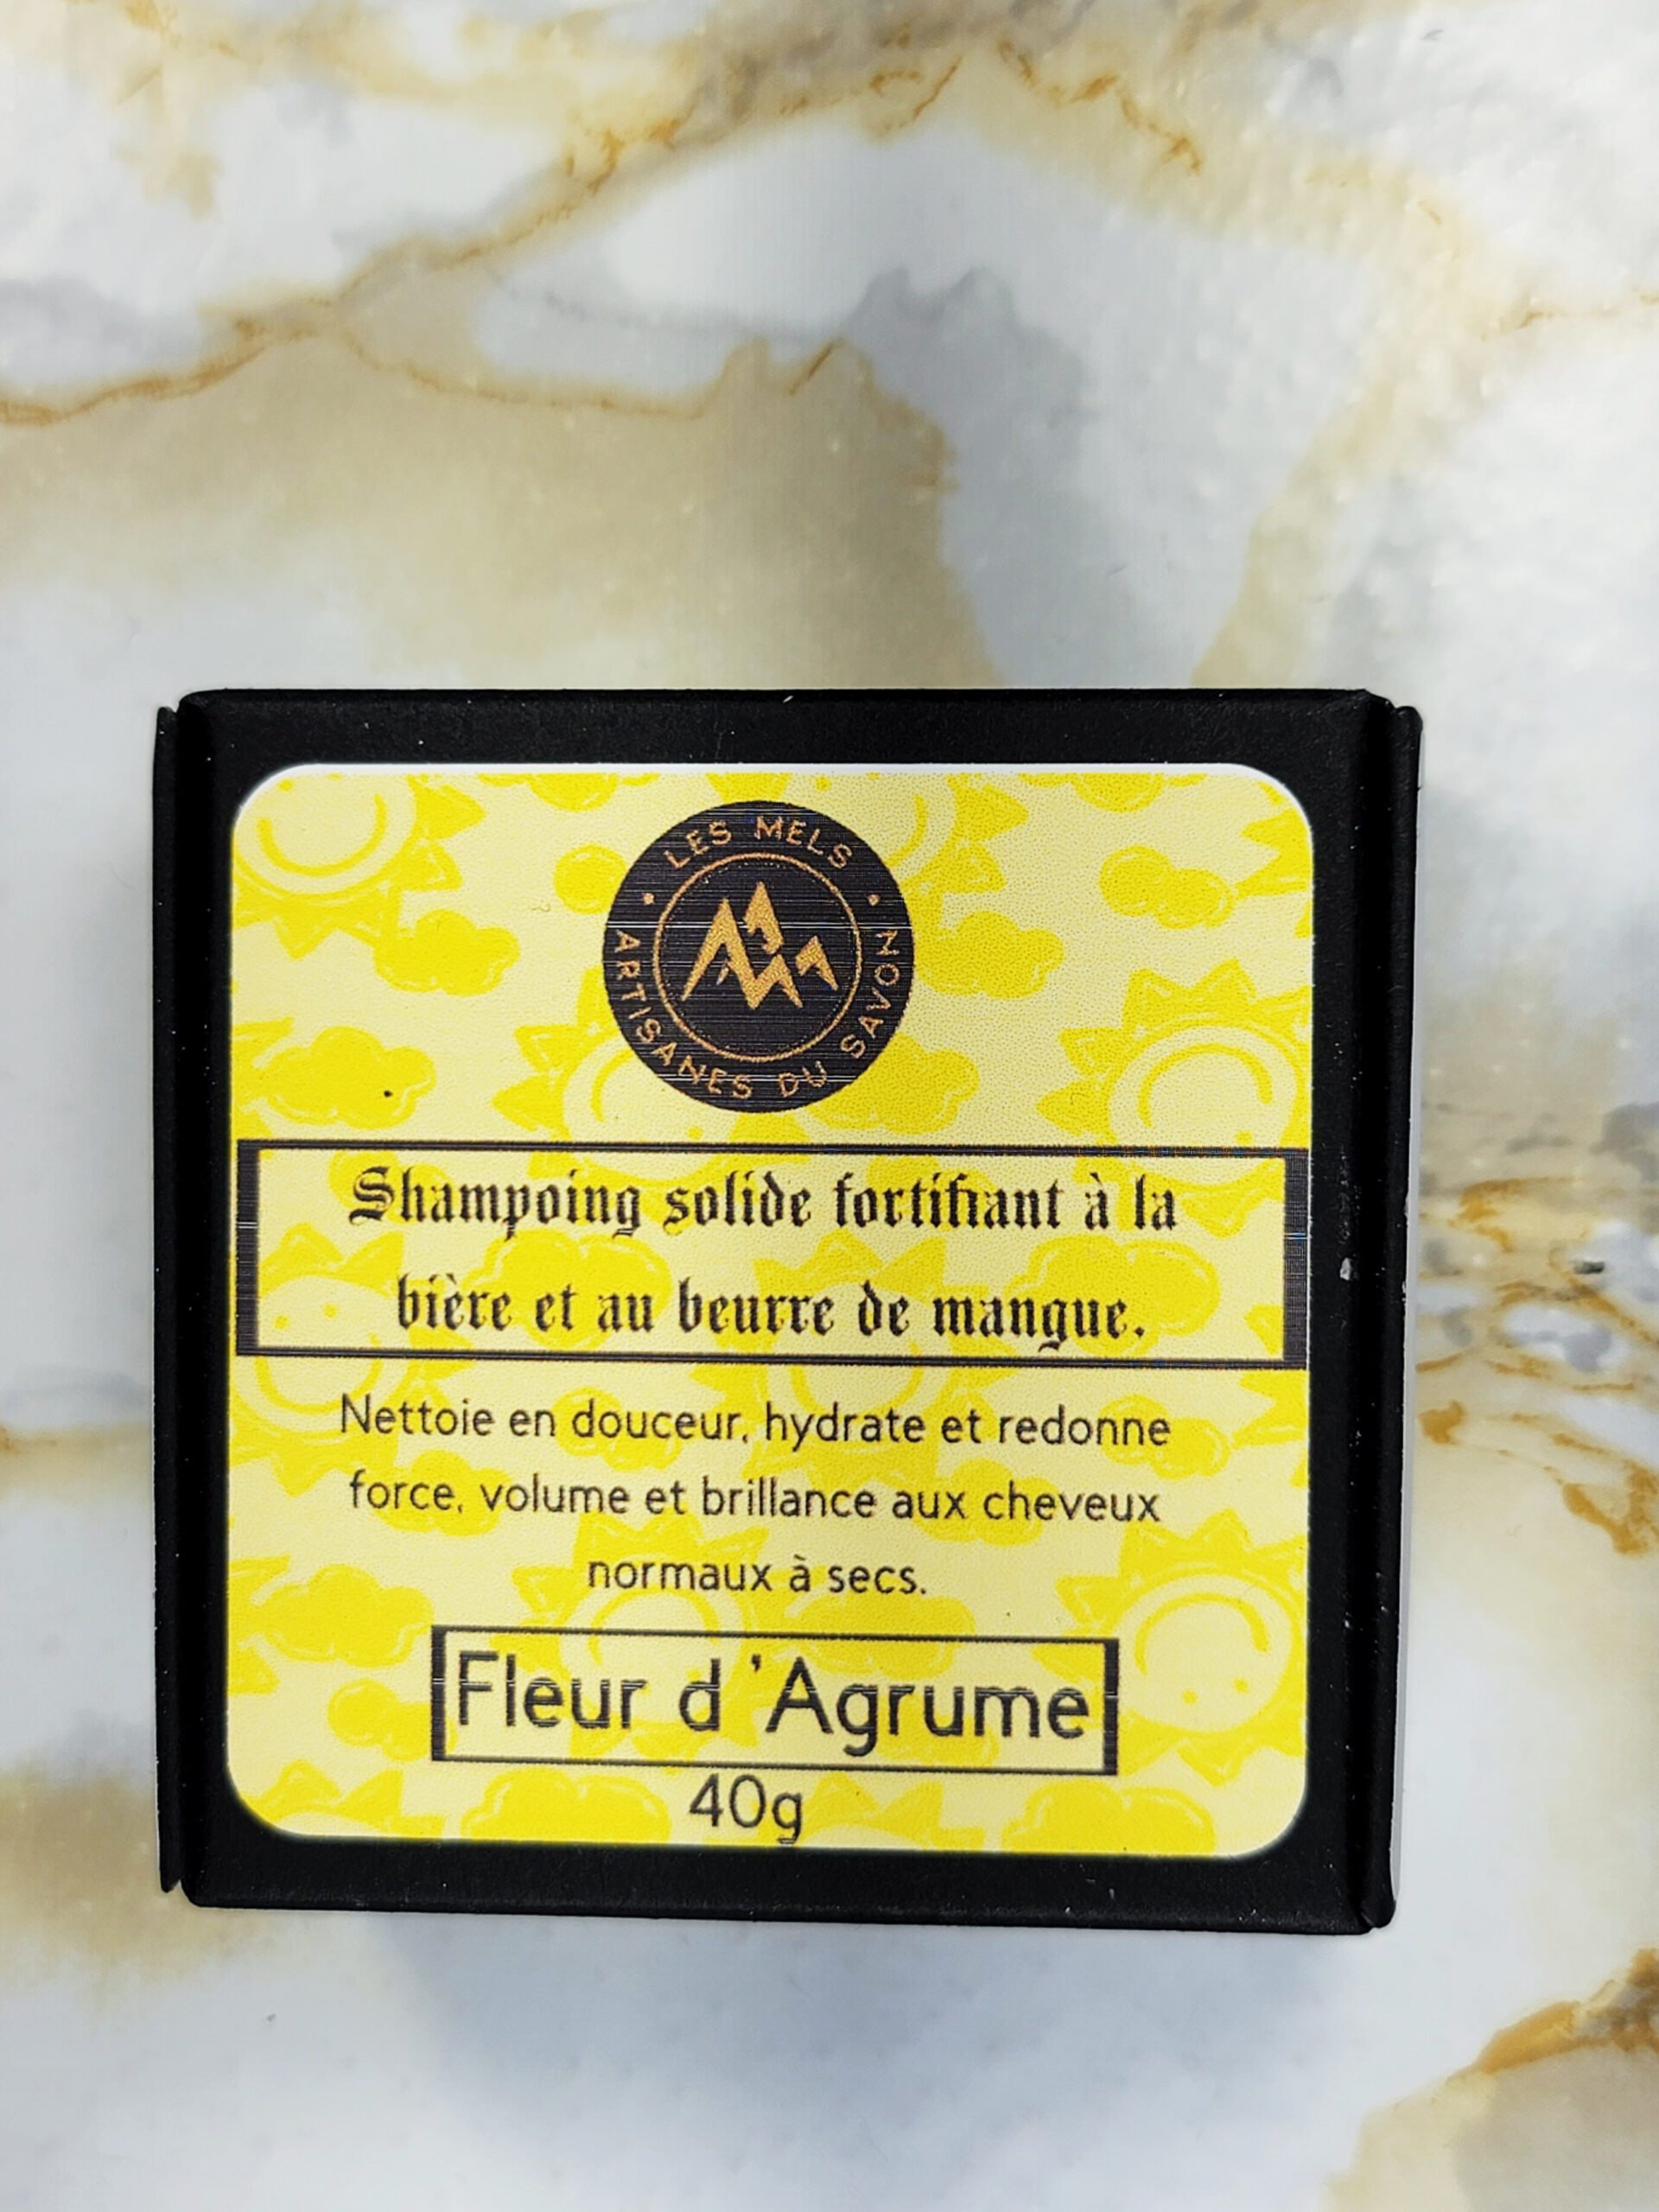 LES MELS
ARTISANES DU SAVON
Shampoing solide fortifiant à la
bière et au beurre de mangue.
Nettoie en douceur, hydrate et redonne
force, volume et brillance aux cheveux
normaux à secs.
Fleur d 'Agrume
40g